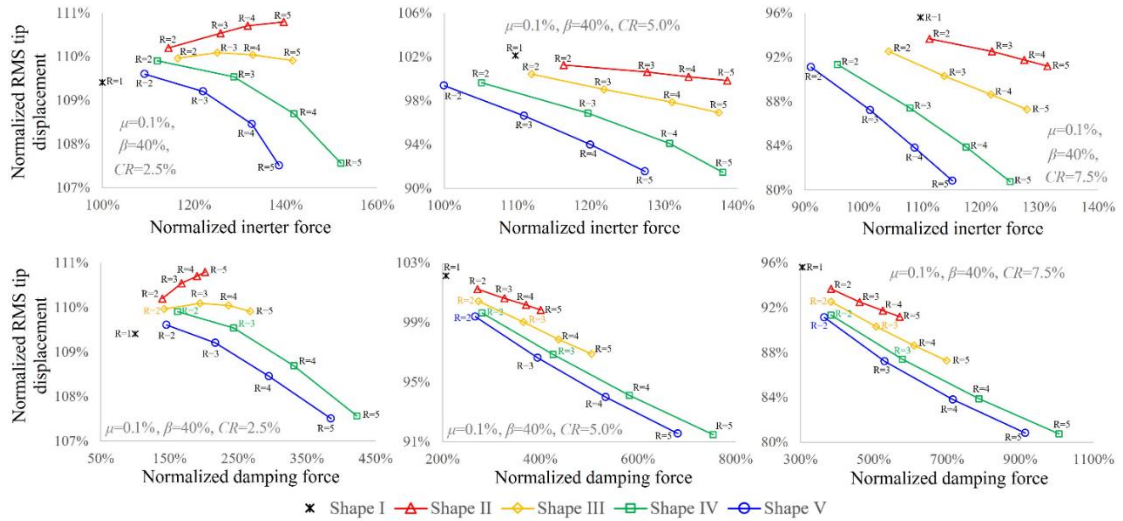 Normalized RMS tip
displacement
111%
110%
109%
108%
107%
R=1
R=2
R=3
R−4
R=5
R=2
R−3
R=4
R=5
R=2
R=3
R=4
R−5
R−2
R−3
R=4
R=5
μ=0.1%,
β=40%,
CR=2.5%
100% 120% 140% 160%
Normalized inerter force
106%
102%
98%
94%
90%
μ=0.1%, β=40%, CR=5.0%
R=1
R=2
R=3
R=4
R−5
R=2
R=3
R=4
R=5
R=2
R−3
R−4
R−5
R−2
R=3
R=4
R=5
100% 110% 120% 130% 140%
Normalized inerter force
96%
92%
88%
84%
80%
R−1
R=2
R=3
R=4
R=5
R=2
R=3
R−4
R−5
R−2
R=3
R=4
R−5
R=2
R=3
R−4
R=5
μ=0.1%,
β=40%,
CR=7.5%
90% 100% 110% 120% 130% 140%
Normalized inerter force
Normalized RMS tip
displacement
111%
110%
109%
108%
107%
R=1
R=2
R=3
R=4
R−5
R−2
R=3
R=4
R=5
R−2
R−3
R=4
R=5
R−2
R−3
R=4
R=5
μ=0.1%, β=40%, CR=2.5%
50% 150% 250% 350% 450%
Normalized damping force
103%
99%
95%
91%
R=1
R=2
R=3
R=4
R=5
R−2
R=3
R=4
R=5
R−2
R=3
R=4
R−5
R=2
R−3
R−4
R=5
μ=0.1%, β=40%, CR=5.0%
200% 400% 600% 800%
Normalized damping force
96%
92%
88%
84%
80%
μ=0.1%, β=40%, CR=7.5%
R=1
R=2
R=3
R=4
R=5
R=2
R=3
R=4
R=5
R−2
R=3
R=4
R=5
R−2
R=3
R=4
R=5
300% 500% 700% 900% 1100%
Normalized damping force
Shape I Shape II Shape III Shape IV Shape V